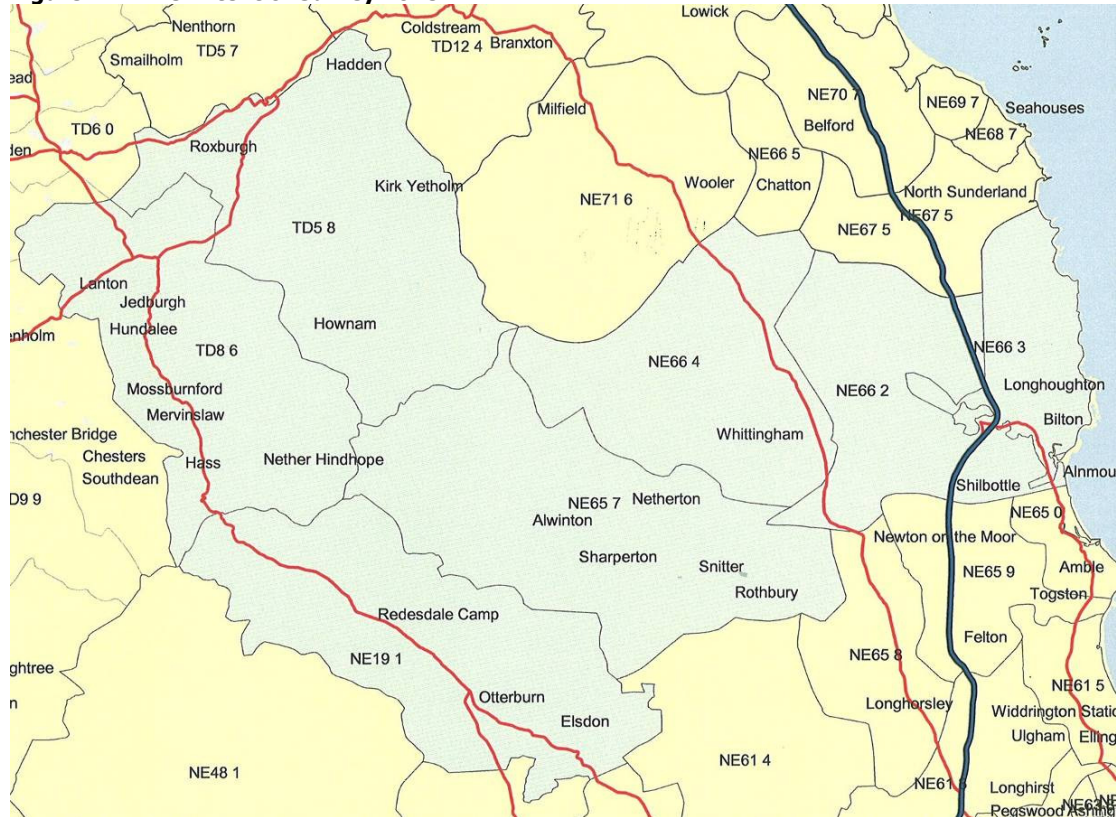 Nenthorn
TD5 7
Smailholm
Coldstream
TD12 4
Branxton
Lowick
Hadden
Milfield
NE70 7
Belford
NE69 7
Seahouses
NE68 7
TD6 0
Roxburgh
NE66 5
Chatton
Wooler
Kirk Yetholm
NE71 6
North Sunderland
NE67 5
NE67 5
TD5 8
Lanton
Jedburgh
Hundalee
Hownam
TD8 6
NE66 4
NE66 3
NE66 2
Longhoughton
Bilton
Mossburnford
Mervinslaw
Whittingham
Chesters
Southdean
Hass
Nether Hindhope
Shilbottle
NE65 7
Netherton
Alwinton
NE65 0
Newton on the Moor
Sharperton
Snitter
Rothbury
NE65 9
Amble
Togston
Redesdale Camp
Felton
NE19 1
NE65 8
NE61 5
Otterburn
Elsdon
Longhorsley
Widdrington
Ulgham
NE48 1
NE61 4
Longhirst
Pegswood